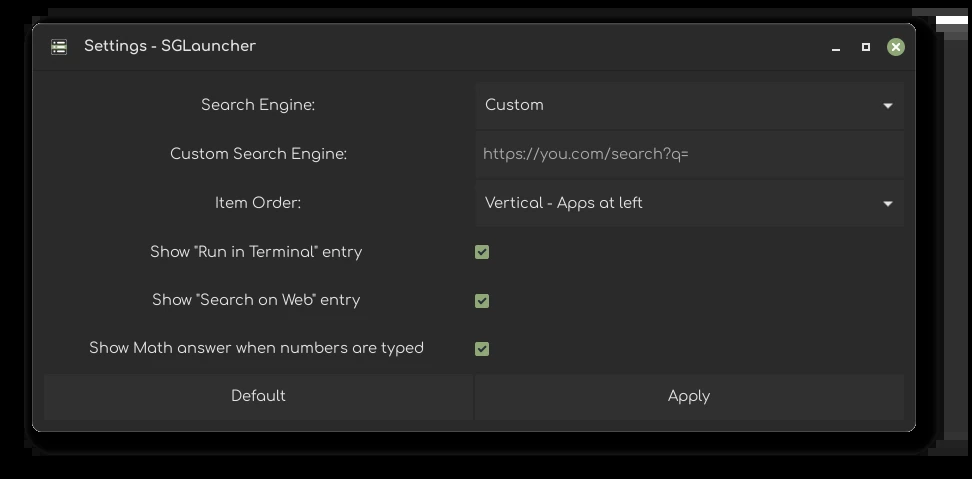 Settings - SGLauncher
Search Engine: Custom
Custom Search Engine: https://you.com/search?q=
Item Order: Vertical - Apps at left
Show "Run in Terminal" entry
Show "Search on Web" entry
Show Math answer when numbers are typed
Default Apply